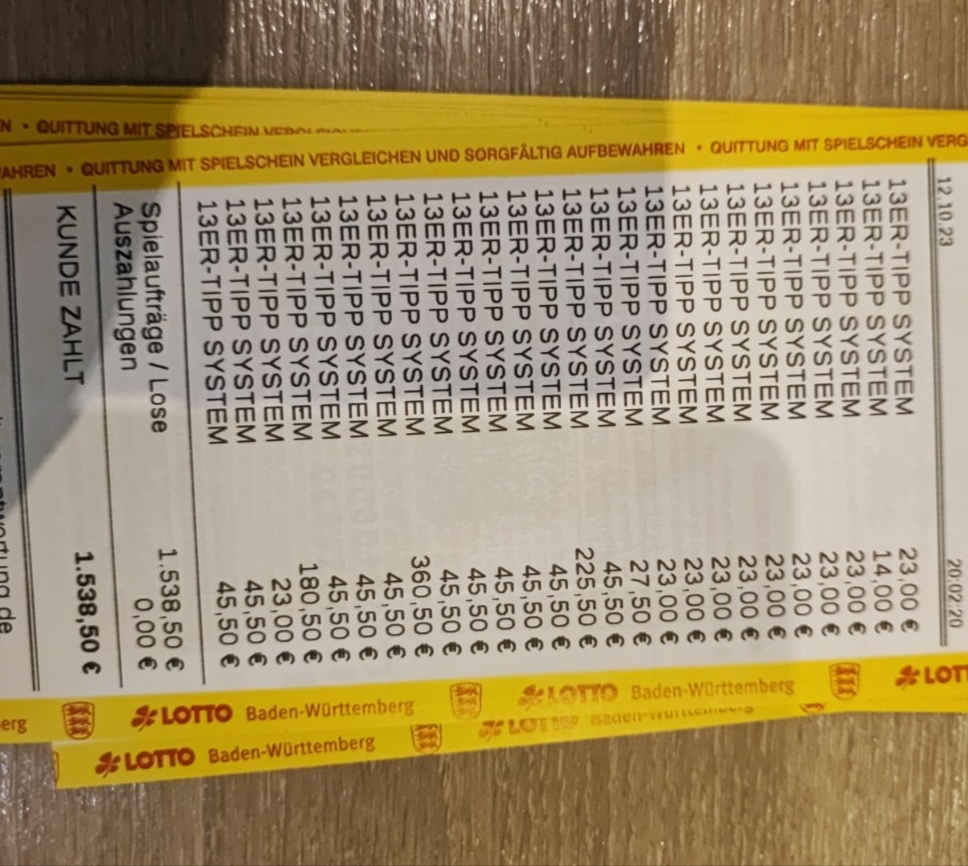 12.10.23 20:02:20
13ER-TIPP SYSTEM 23,00 €
13ER-TIPP SYSTEM 14,00 €
13ER-TIPP SYSTEM 23,00 €
13ER-TIPP SYSTEM 23,00 €
13ER-TIPP SYSTEM 23,00 €
13ER-TIPP SYSTEM 23,00 €
13ER-TIPP SYSTEM 23,00 €
13ER-TIPP SYSTEM 23,00 €
13ER-TIPP SYSTEM 23,00 €
13ER-TIPP SYSTEM 23,00 €
13ER-TIPP SYSTEM 27,50 €
13ER-TIPP SYSTEM 45,50 €
13ER-TIPP SYSTEM 225,50 €
13ER-TIPP SYSTEM 45,50 €
13ER-TIPP SYSTEM 45,50 €
13ER-TIPP SYSTEM 45,50 €
13ER-TIPP SYSTEM 45,50 €
13ER-TIPP SYSTEM 45,50 €
13ER-TIPP SYSTEM 360,50 €
13ER-TIPP SYSTEM 45,50 €
13ER-TIPP SYSTEM 45,50 €
13ER-TIPP SYSTEM 45,50 €
13ER-TIPP SYSTEM 180,50 €
13ER-TIPP SYSTEM 23,00 €
13ER-TIPP SYSTEM 45,50 €
13ER-TIPP SYSTEM 45,50 €
Spielaufträge / Lose 1.538,50 €
Auszahlungen 0,00 €
KUNDE ZAHLT 1.538,50 €
N • QUITTUNG MIT SPIELSCHEIN
AHREN • QUITTUNG MIT SPIELSCHEIN VERGLEICHEN UND SORGFÄLTIG AUFBEWAHREN • QUITTUNG MIT SPIELSCHEIN VERG
erg LOTTO Baden-Württemberg LOTTO Baden-Württemberg LOTT
LOTTO Baden-Württemberg